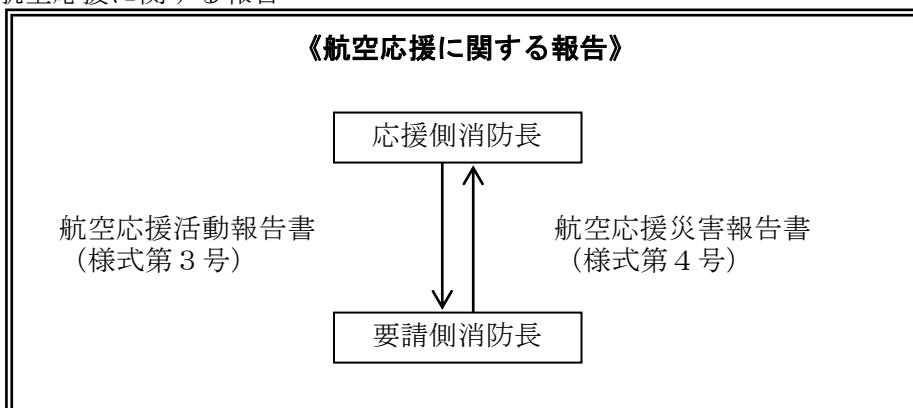 航空応援に関する報告
《航空応援に関する報告》
応援側消防長
航空応援活動報告書
（様式第３号）
航空応援災害報告書
（様式第４号）
要請側消防長